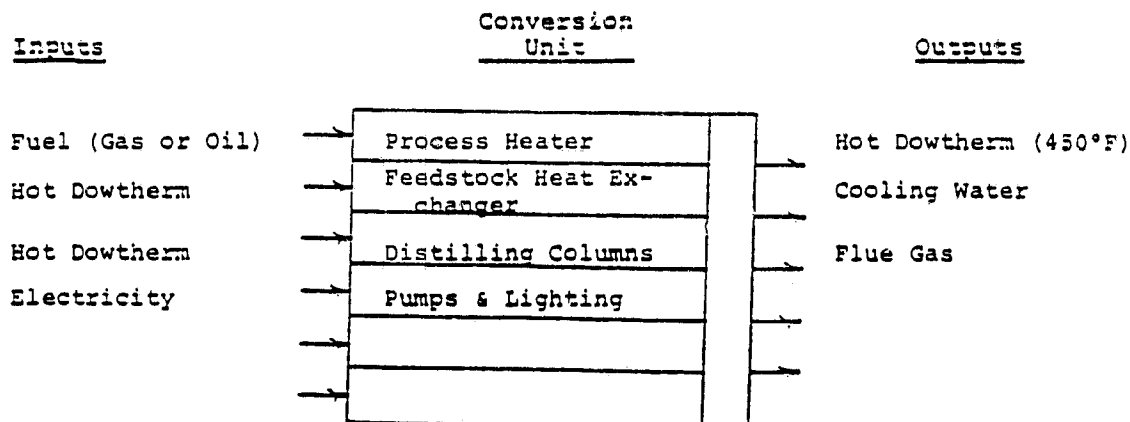 Conversion
Inputs Unit Outputs
Fuel (Gas or Oil) Process Heater Hot Dowtherm (450°F)
Hot Dowtherm Feedstock Heat Ex- Cooling Water
changer
Hot Dowtherm Distilling Columns Flue Gas
Electricity Pumps & Lighting